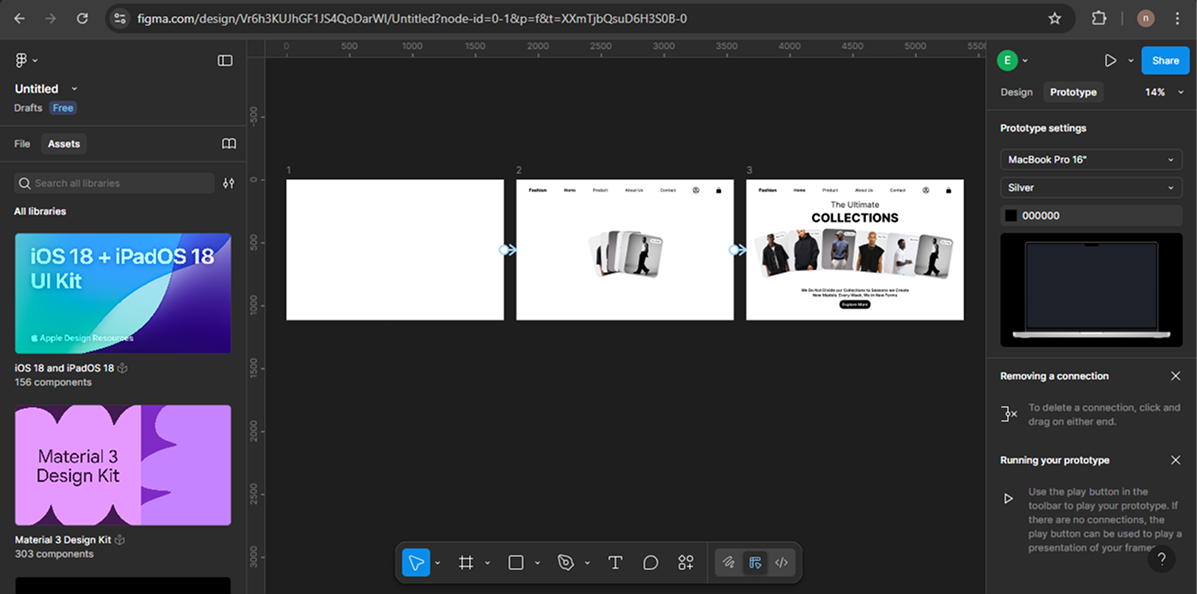 figma.com/design/Vr6h3KUJhGF1JS4QoDarWl/Untitled?node-id=0-1&p=f&t=XXmTjbQsuD6H3S0B-0
n
0 500 1000 1500 2000 2500 3000 3500 4000 4500 5000 5500
E
Share
Untitled
Drafts Free
Design Prototype 14%
File Assets
Search all libraries
All libraries
iOS 18 + iPadOS 18
UI Kit
Apple Design Resources
iOS 18 and iPadOS 18
156 components
Material 3
Design Kit
Material 3 Design Kit
303 components
-500
0
500
1000
1500
2000
2500
3000
1
2
Fashion Home Product About Us Contact
3
Fashion Home Product About Us Contact
The Ultimate
COLLECTIONS
We Do Not Divide our Collections to Seasons we Create
New Models Every Week, We in New Forms
Explore More
Prototype settings
MacBook Pro 16"
Silver
000000
Removing a connection
To delete a connection, click and
drag on either end.
Running your prototype
Use the play button in the
toolbar to play your prototype. If
there are no connections, the
play button can be used to play a
presentation of your frames.
?